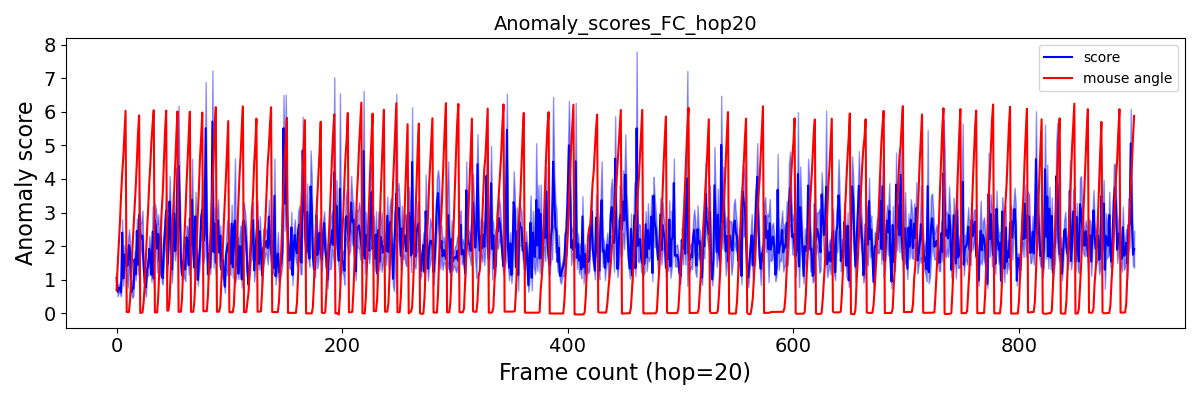 Anomaly_scores_FC_hop20
8
7
6
5
4
3
2
1
0
Anomaly score
score
mouse angle
0 200 400 600 800
Frame count (hop=20)